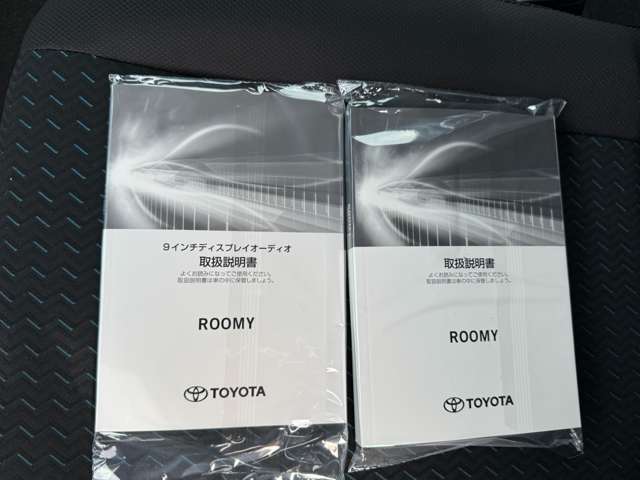 9インチディスプレイオーディオ
取扱説明書
よくお読みになってご使用ください。
取扱説明書は車の中に保管しましょう。
ROOMY
TOYOTA
取扱説明書
よくお読みになってご使用ください。
取扱説明書は車の中に保管しましょう。
ROOMY
TOYOTA